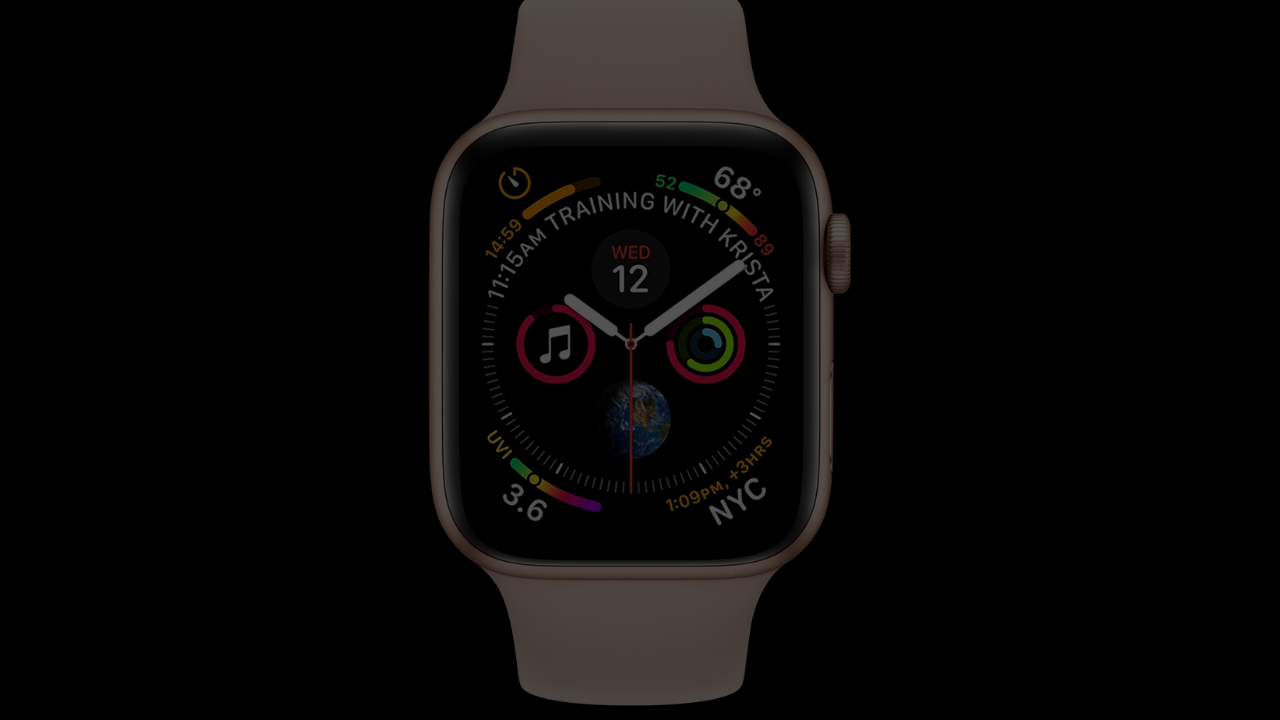 52
68°
89
14:59
11:15AM TRAINING WITH KRISTA
WED
12
UVI
3.6
1:09PM, +3HRS
NYC